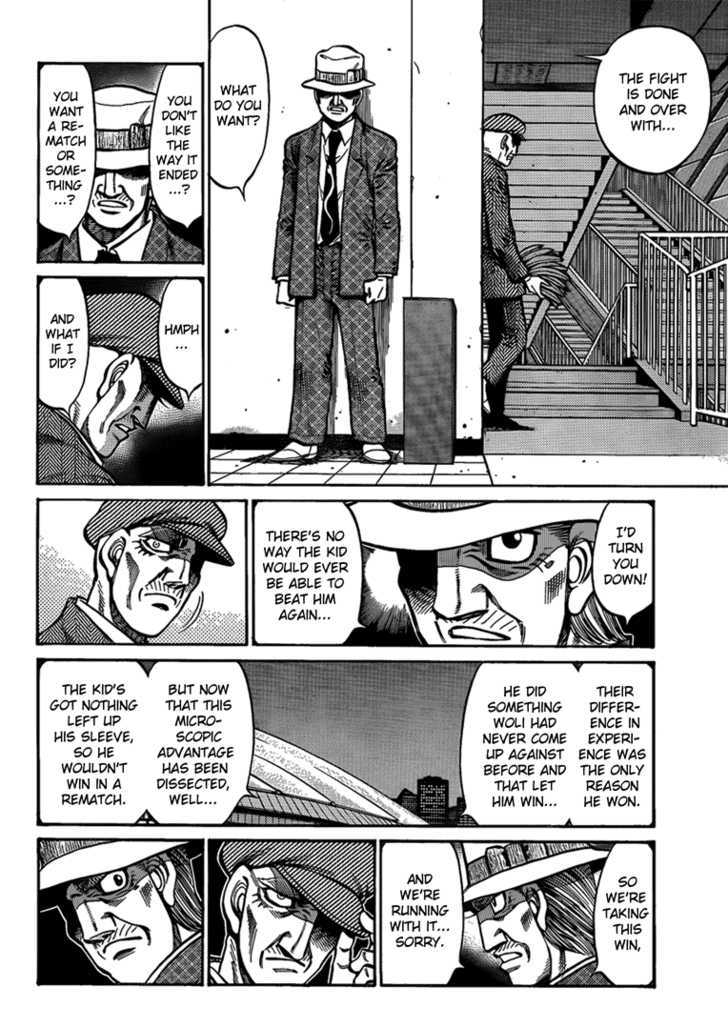 THE FIGHT
IS DONE
AND OVER
WITH...
WHAT
DO YOU
WANT?
YOU
DON'T
LIKE
THE
WAY IT
ENDED
...?
YOU
WANT
A RE-
MATCH
OR
SOME-
THING
...?
HMPH
...
AND
WHAT
IF I
DID?
I'D
TURN
YOU
DOWN!
THERE'S NO
WAY THE KID
WOULD EVER
BE ABLE TO
BEAT HIM
AGAIN...
THEIR
DIFFER-
ENCE IN
EXPERI-
ENCE WAS
THE ONLY
REASON
HE WON.
HE DID
SOMETHING
WOLI HAD
NEVER COME
UP AGAINST
BEFORE AND
THAT LET
HIM WIN...
BUT NOW
THAT THIS
MICRO-
SCOPIC
ADVANTAGE
HAS BEEN
DISSECTED,
WELL...
THE KID'S
GOT NOTHING
LEFT UP
HIS SLEEVE,
SO HE
WOULDN'T
WIN IN A
REMATCH.
SO
WE'RE
TAKING
THIS
WIN,
AND
WE'RE
RUNNING
WITH IT...
SORRY.